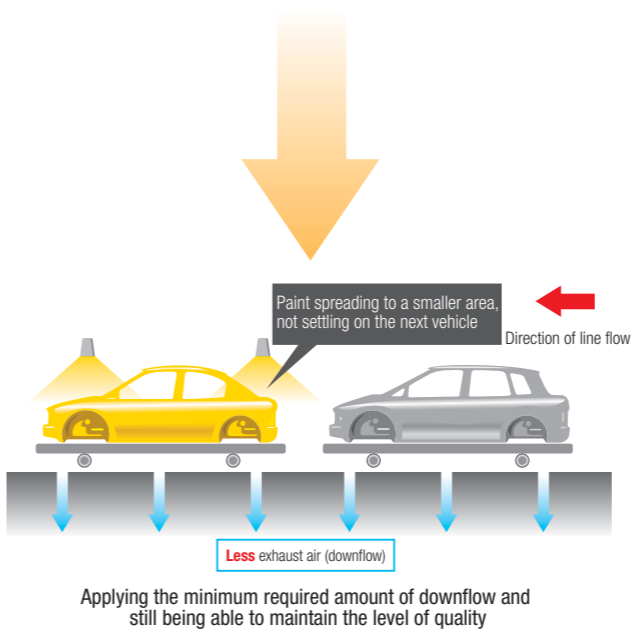 Paint spreading to a smaller area,
not settling on the next vehicle
Direction of line flow
Less exhaust air (downflow)
Applying the minimum required amount of downflow and
still being able to maintain the level of quality